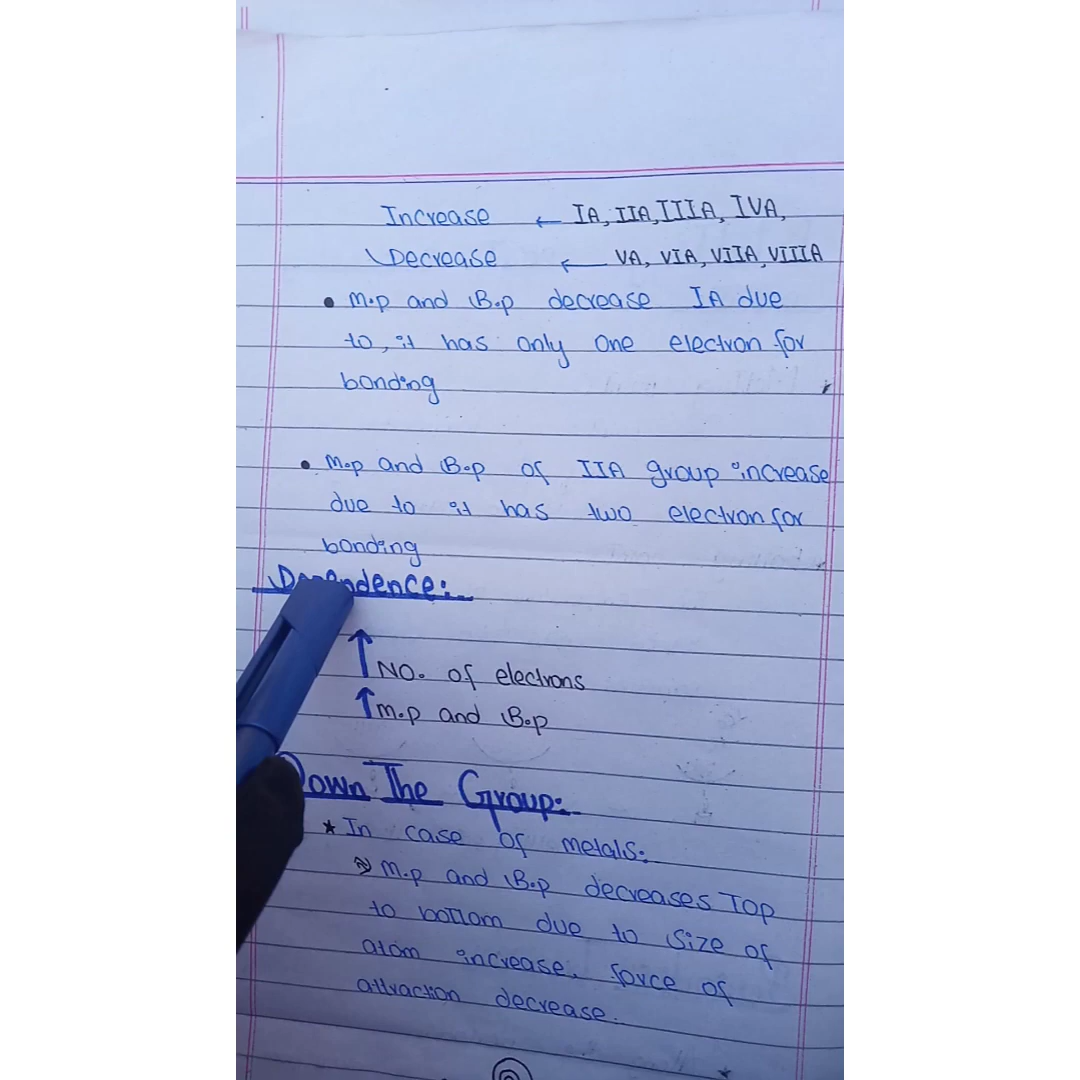 Increase ← IA, IIA, IIIA, IVA,
Decrease ← VA, VIA, VIIA, VIIIA
• M.p and B.p decrease IA due
to, it has only one electron for
bonding
• M.p and B.p of IIA group increase
due to it has two electron for
bonding
Dependence:
↑ NO. of electrons
↑ M.p and B.p
Down The Group:
* In case of metals:
M.p and B.p decreases Top
to bottom due to Size of
atom increase. force of
attraction decrease.